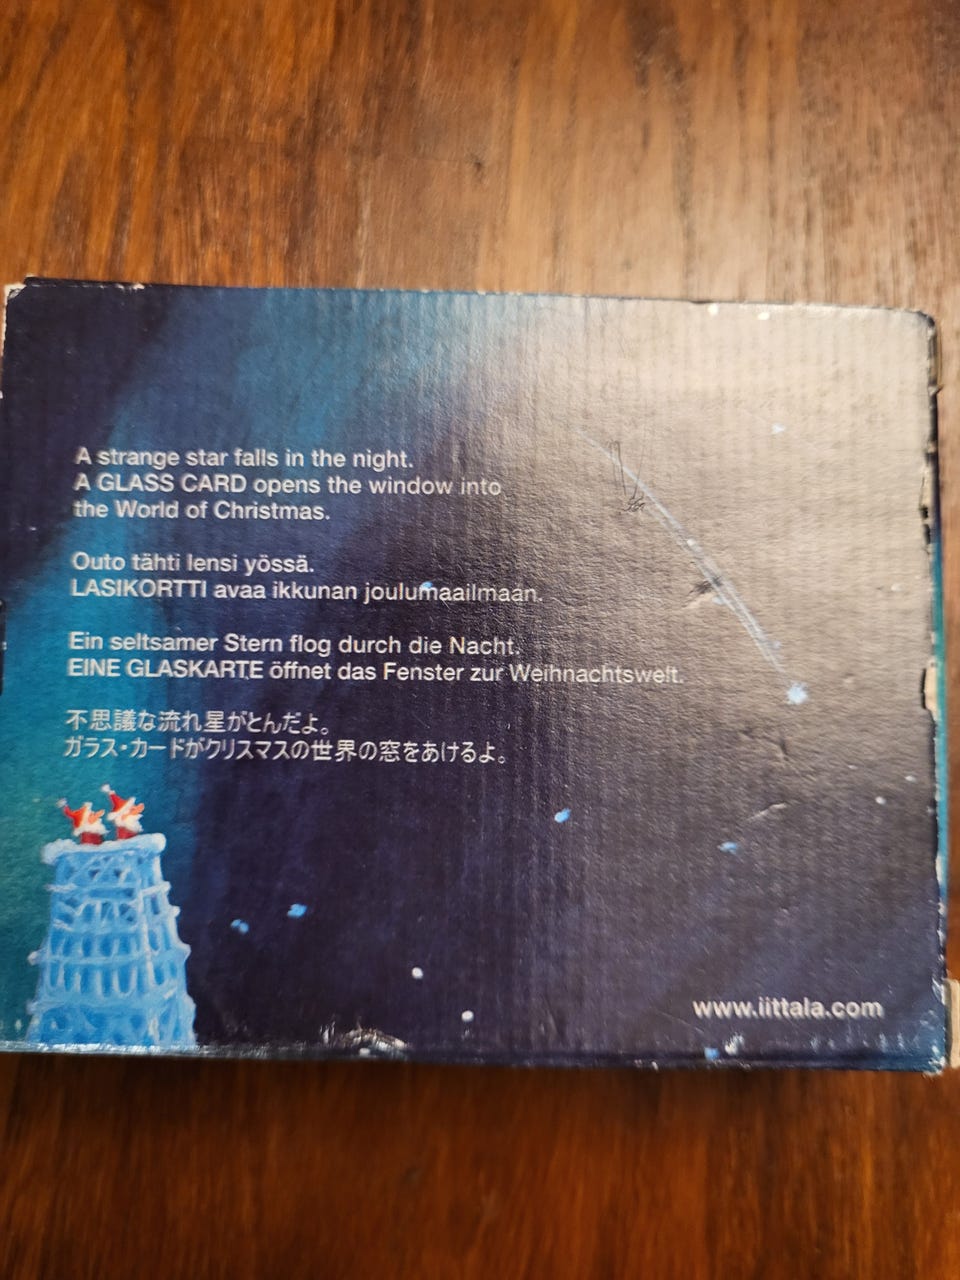 A strange star falls in the night.
A GLASS CARD opens the window into
the World of Christmas.
Outo tähti lensi yössä.
LASIKORTTI avaa ikkunan joulumaailmaan.
Ein seltsamer Stern flog durch die Nacht.
EINE GLASKARTE öffnet das Fenster zur Weihnachtswelt.
不思議な流れ星がとんだよ。
ガラス・カードがクリスマスの世界の窓をあけるよ。
www.iittala.com